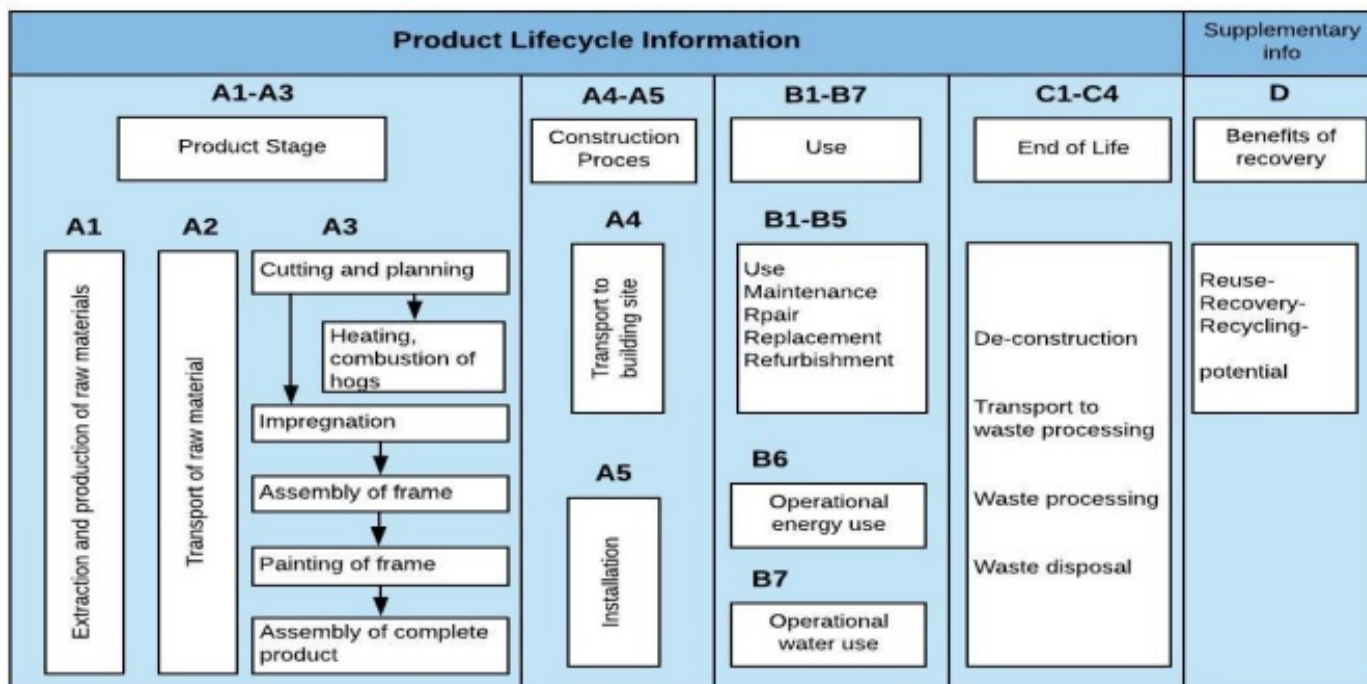 Product Lifecycle Information
Supplementary
info
A1-A3
Product Stage
A1
Extraction and production of raw materials
A2
Transport of raw material
A3
Cutting and planning
Heating,
combustion of
hogs
Impregnation
Assembly of frame
Painting of frame
Assembly of complete
product
A4-A5
Construction
Proces
A4
Transport to
building site
A5
Installation
B1-B7
Use
B1-B5
Use
Maintenance
Rpair
Replacement
Refurbishment
B6
Operational
energy use
B7
Operational
water use
C1-C4
End of Life
De-construction
Transport to
waste processing
Waste processing
Waste disposal
D
Benefits of
recovery
Reuse-
Recovery-
Recycling-
potential